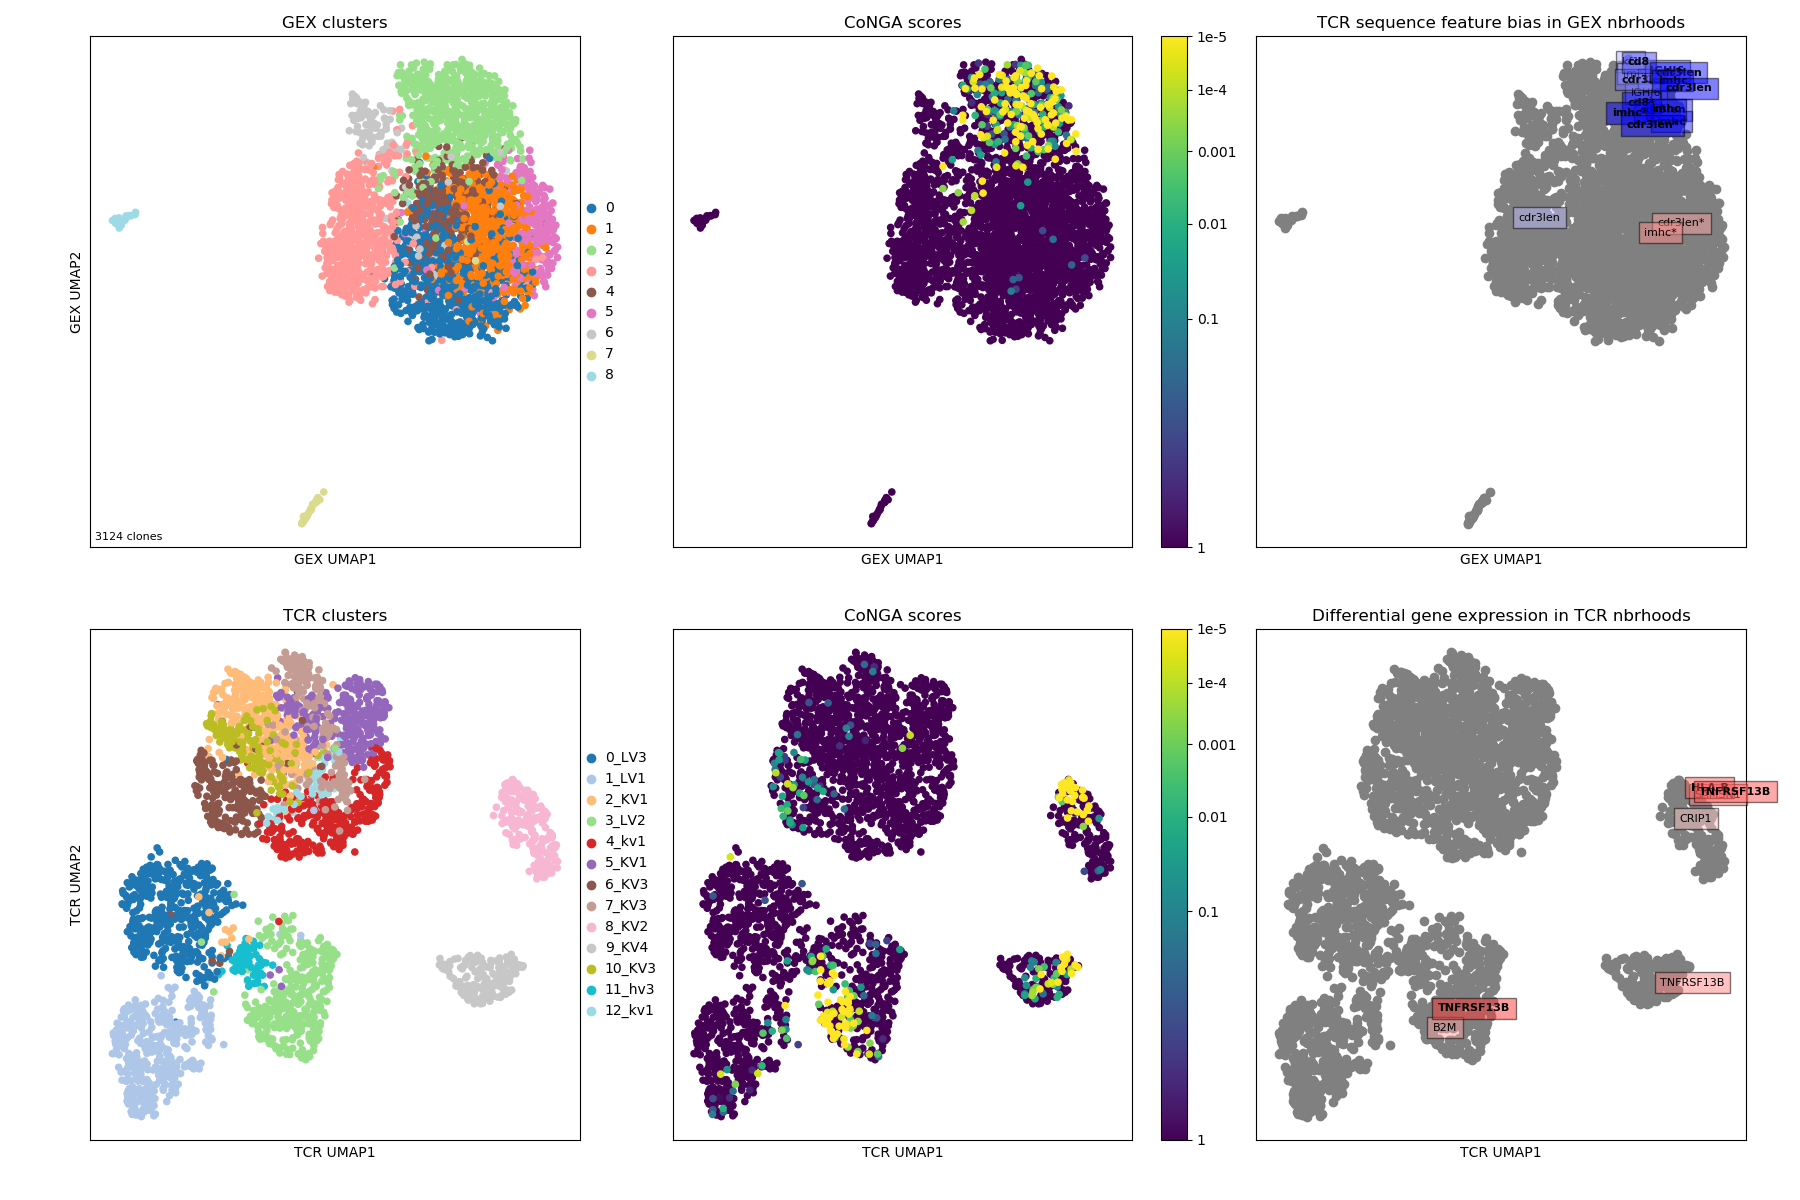 GEX clusters
CoNGA scores
TCR sequence feature bias in GEX nbrhoods
GEX UMAP2
3124 clones
GEX UMAP1
0
1
2
3
4
5
6
7
8
GEX UMAP1
1e-5
1e-4
0.001
0.01
0.1
1
cd8
cdr3len
cdr3len
cd8
imhc
imhc*
cdr3len*
cdr3len
cdr3len*
imhc*
GEX UMAP1
TCR clusters
CoNGA scores
Differential gene expression in TCR nbrhoods
TCR UMAP2
TCR UMAP1
0_LV3
1_LV1
2_KV1
3_LV2
4_kv1
5_KV1
6_KV3
7_KV3
8_KV2
9_KV4
10_KV3
11_hv3
12_kv1
TCR UMAP1
1e-5
1e-4
0.001
0.01
0.1
1
TNFRSF13B
CRIP1
TNFRSF13B
TNFRSF13B
B2M
TCR UMAP1